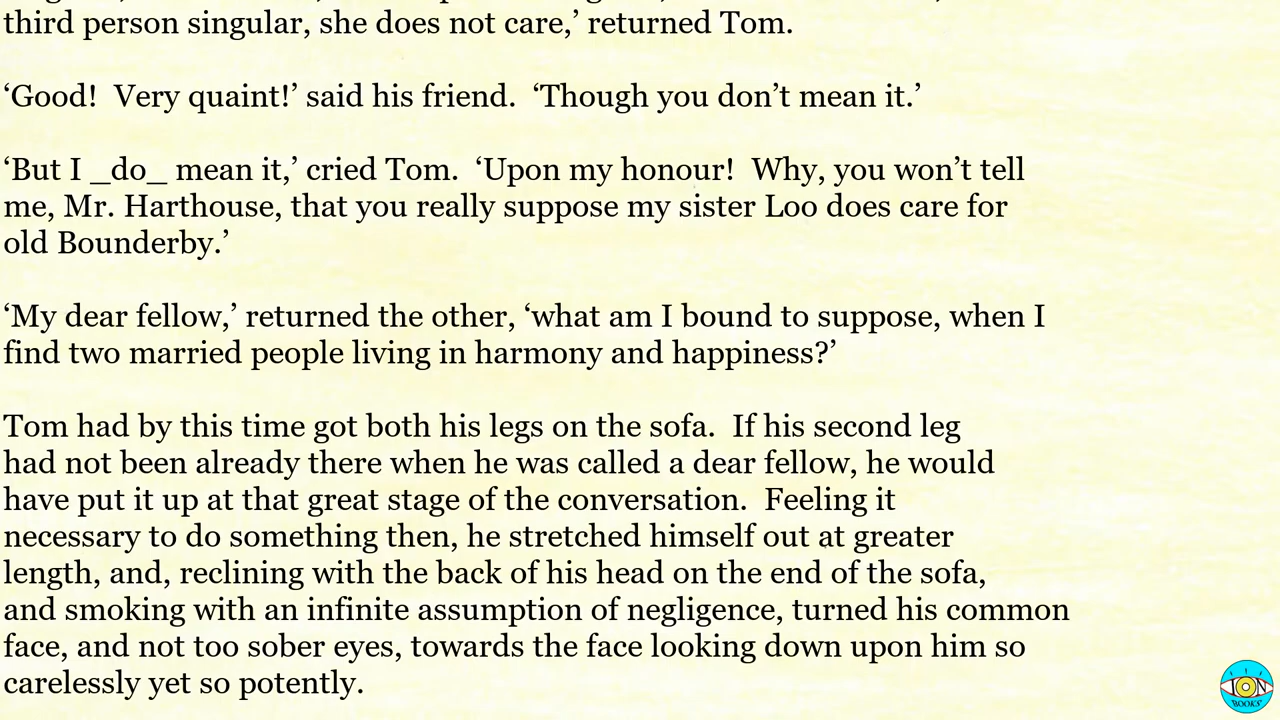 third person singular, she does not care,’ returned Tom.
‘Good!  Very quaint!’ said his friend.  ‘Though you don’t mean it.’
‘But I _do_ mean it,’ cried Tom.  ‘Upon my honour!  Why, you won’t tell
me, Mr. Harthouse, that you really suppose my sister Loo does care for
old Bounderby.’
‘My dear fellow,’ returned the other, ‘what am I bound to suppose, when I
find two married people living in harmony and happiness?’
Tom had by this time got both his legs on the sofa.  If his second leg
had not been already there when he was called a dear fellow, he would
have put it up at that great stage of the conversation.  Feeling it
necessary to do something then, he stretched himself out at greater
length, and, reclining with the back of his head on the end of the sofa,
and smoking with an infinite assumption of negligence, turned his common
face, and not too sober eyes, towards the face looking down upon him so
carelessly yet so potently.
ION
BOOKS